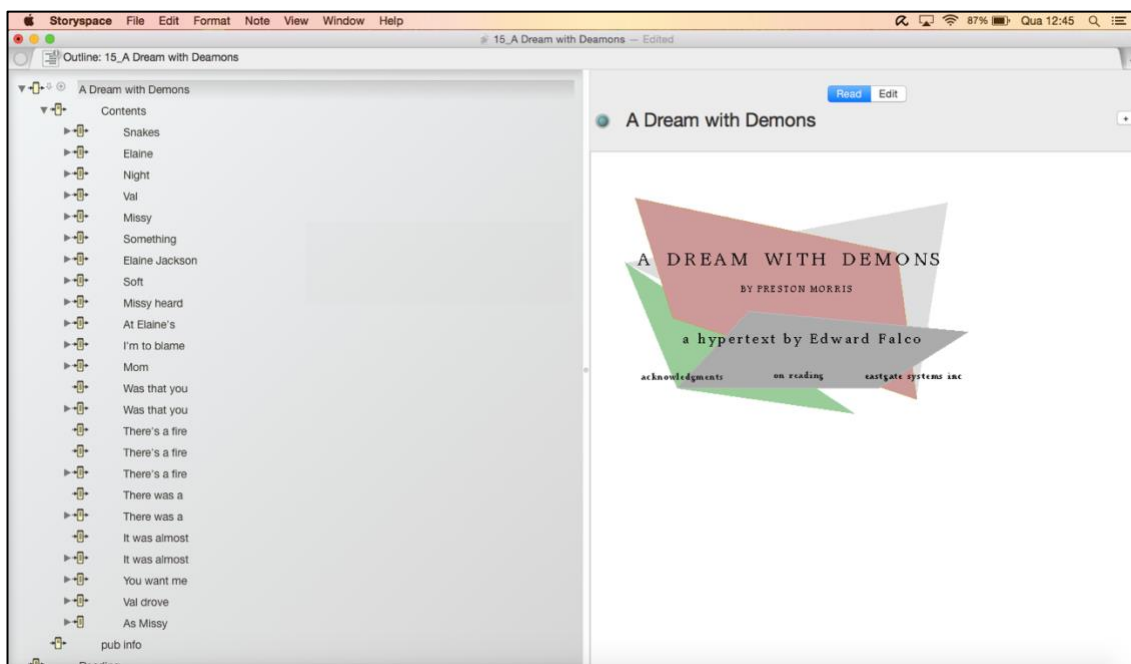 Storyspace File Edit Format Note View Window Help 87% Qua 12:45
15_A Dream with Deamons — Edited
Outline: 15_A Dream with Deamons
A Dream with Demons
Contents
Snakes
Elaine
Night
Val
Missy
Something
Elaine Jackson
Soft
Missy heard
At Elaine's
I'm to blame
Mom
Was that you
Was that you
There's a fire
There's a fire
There's a fire
There was a
There was a
It was almost
It was almost
You want me
Val drove
As Missy
pub info
Reading
Read Edit
A Dream with Demons
A DREAM WITH DEMONS
BY PRESTON MORRIS
a hypertext by Edward Falco
acknowledgments on reading eastgate systems inc